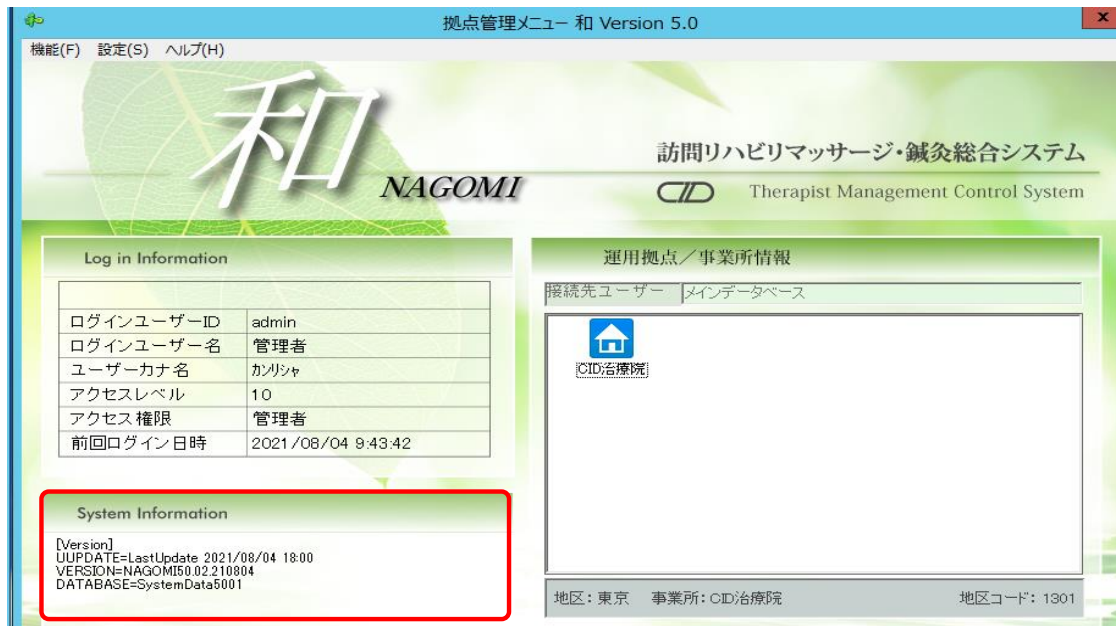 拠点管理メニュー 和 Version 5.0
x
機能(F) 設定(S) ヘルプ(H)
和
NAGOMI
訪問リハビリマッサージ・鍼灸総合システム
CID Therapist Management Control System
Log in Information
ログインユーザーID admin
ログインユーザー名 管理者
ユーザーカナ名 ｶﾝﾘｼｬ
アクセスレベル 10
アクセス権限 管理者
前回ログイン日時 2021/08/04 9:43:42
System Information
[Version]
UUPDATE=LastUpdate 2021/08/04 18:00
VERSION=NAGOMI50.02.210804
DATABASE=SystemData5001
運用拠点／事業所情報
接続先ユーザー メインデータベース
CID治療院
地区：東京 事業所：CID治療院 地区コード： 1301